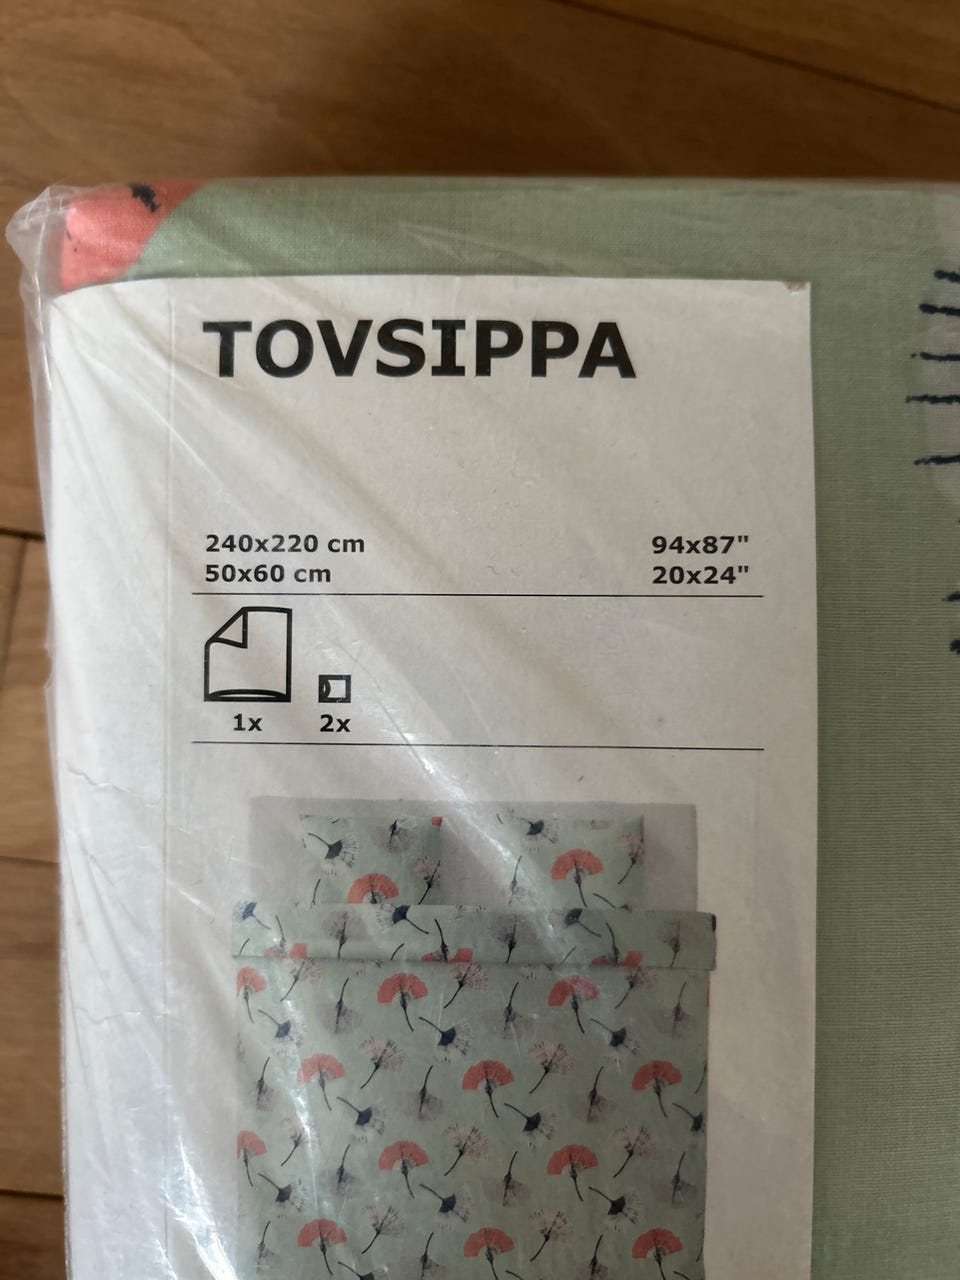 TOVSIPPA
240x220 cm 94x87"
50x60 cm 20x24"
1x 2x